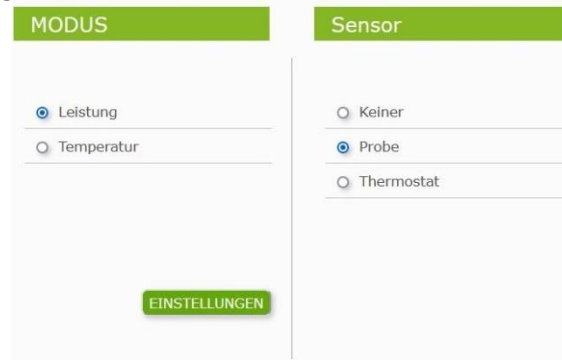 MODUS
Leistung
Temperatur
EINSTELLUNGEN
Sensor
Keiner
Probe
Thermostat